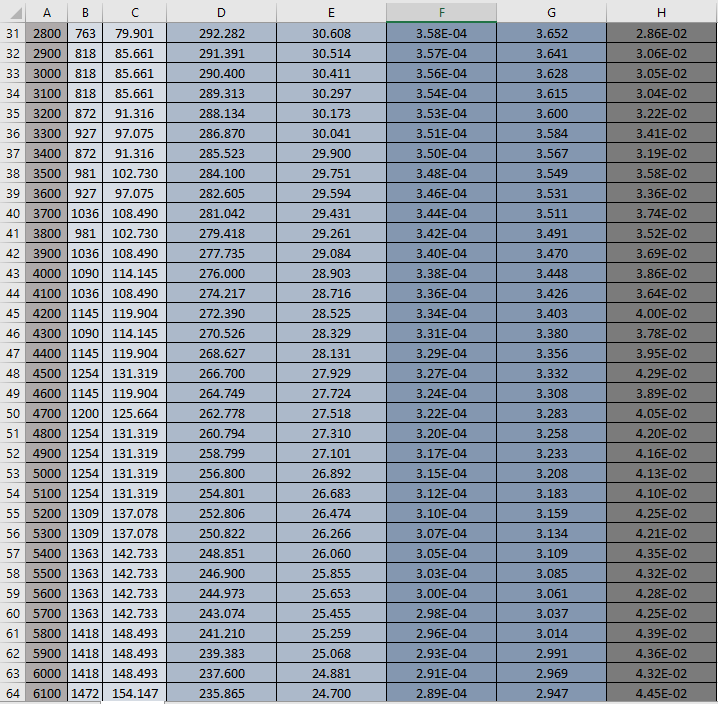 A B C D E F G H
31 2800 763 79.901 292.282 30.608 3.58E-04 3.652 2.86E-02
32 2900 818 85.661 291.391 30.514 3.57E-04 3.641 3.06E-02
33 3000 818 85.661 290.400 30.411 3.56E-04 3.628 3.05E-02
34 3100 818 85.661 289.313 30.297 3.54E-04 3.615 3.04E-02
35 3200 872 91.316 288.134 30.173 3.53E-04 3.600 3.22E-02
36 3300 927 97.075 286.870 30.041 3.51E-04 3.584 3.41E-02
37 3400 872 91.316 285.523 29.900 3.50E-04 3.567 3.19E-02
38 3500 981 102.730 284.100 29.751 3.48E-04 3.549 3.58E-02
39 3600 927 97.075 282.605 29.594 3.46E-04 3.531 3.36E-02
40 3700 1036 108.490 281.042 29.431 3.44E-04 3.511 3.74E-02
41 3800 981 102.730 279.418 29.261 3.42E-04 3.491 3.52E-02
42 3900 1036 108.490 277.735 29.084 3.40E-04 3.470 3.69E-02
43 4000 1090 114.145 276.000 28.903 3.38E-04 3.448 3.86E-02
44 4100 1036 108.490 274.217 28.716 3.36E-04 3.426 3.64E-02
45 4200 1145 119.904 272.390 28.525 3.34E-04 3.403 4.00E-02
46 4300 1090 114.145 270.526 28.329 3.31E-04 3.380 3.78E-02
47 4400 1145 119.904 268.627 28.131 3.29E-04 3.356 3.95E-02
48 4500 1254 131.319 266.700 27.929 3.27E-04 3.332 4.29E-02
49 4600 1145 119.904 264.749 27.724 3.24E-04 3.308 3.89E-02
50 4700 1200 125.664 262.778 27.518 3.22E-04 3.283 4.05E-02
51 4800 1254 131.319 260.794 27.310 3.20E-04 3.258 4.20E-02
52 4900 1254 131.319 258.799 27.101 3.17E-04 3.233 4.16E-02
53 5000 1254 131.319 256.800 26.892 3.15E-04 3.208 4.13E-02
54 5100 1254 131.319 254.801 26.683 3.12E-04 3.183 4.10E-02
55 5200 1309 137.078 252.806 26.474 3.10E-04 3.159 4.25E-02
56 5300 1309 137.078 250.822 26.266 3.07E-04 3.134 4.21E-02
57 5400 1363 142.733 248.851 26.060 3.05E-04 3.109 4.35E-02
58 5500 1363 142.733 246.900 25.855 3.03E-04 3.085 4.32E-02
59 5600 1363 142.733 244.973 25.653 3.00E-04 3.061 4.28E-02
60 5700 1363 142.733 243.074 25.455 2.98E-04 3.037 4.25E-02
61 5800 1418 148.493 241.210 25.259 2.96E-04 3.014 4.39E-02
62 5900 1418 148.493 239.383 25.068 2.93E-04 2.991 4.36E-02
63 6000 1418 148.493 237.600 24.881 2.91E-04 2.969 4.32E-02
64 6100 1472 154.147 235.865 24.700 2.89E-04 2.947 4.45E-02